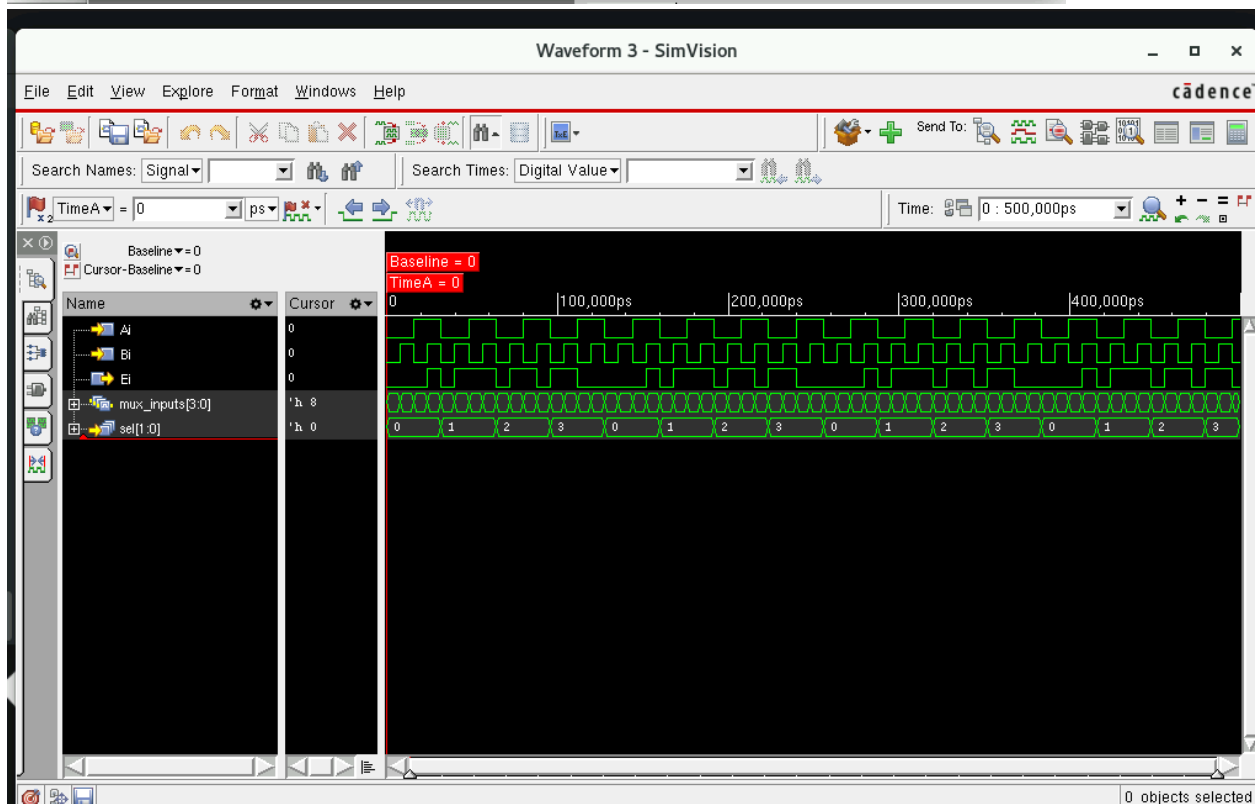 Waveform 3 - SimVision
File Edit View Explore Format Windows Help
cādence
Send To:
Search Names: Signal
Search Times: Digital Value
x2 TimeA = 0 ps
Time: 0 : 500,000ps
Baseline = 0
Cursor-Baseline = 0
Baseline = 0
TimeA = 0
Name Cursor
0 100,000ps 200,000ps 300,000ps 400,000ps
Ai 0
Bi 0
Ei 0
mux_inputs[3:0] 'h 8
sel[1:0] 'h 0 0 1 2 3 0 1 2 3 0 1 2 3 0 1 2 3
0 objects selected